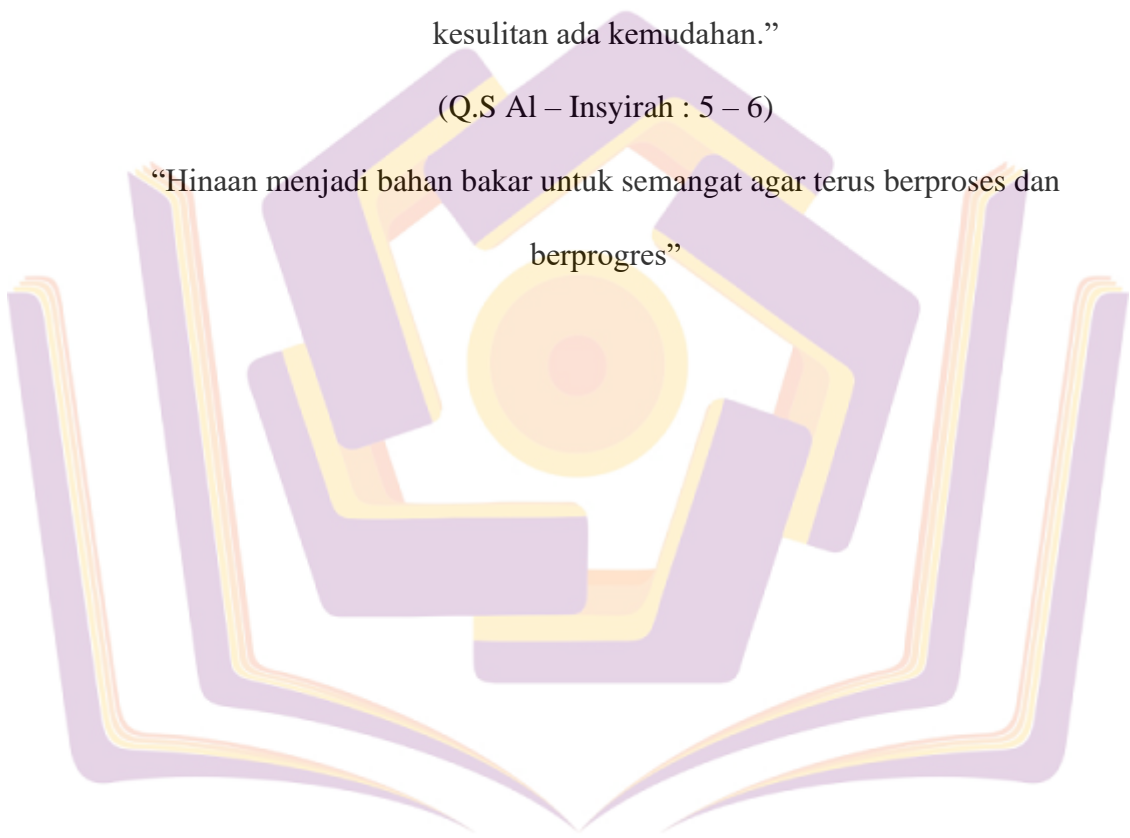 kesulitan ada kemudahan.”
(Q.S Al – Insyirah : 5 – 6)
“Hinaan menjadi bahan bakar untuk semangat agar terus berproses dan
berprogres”